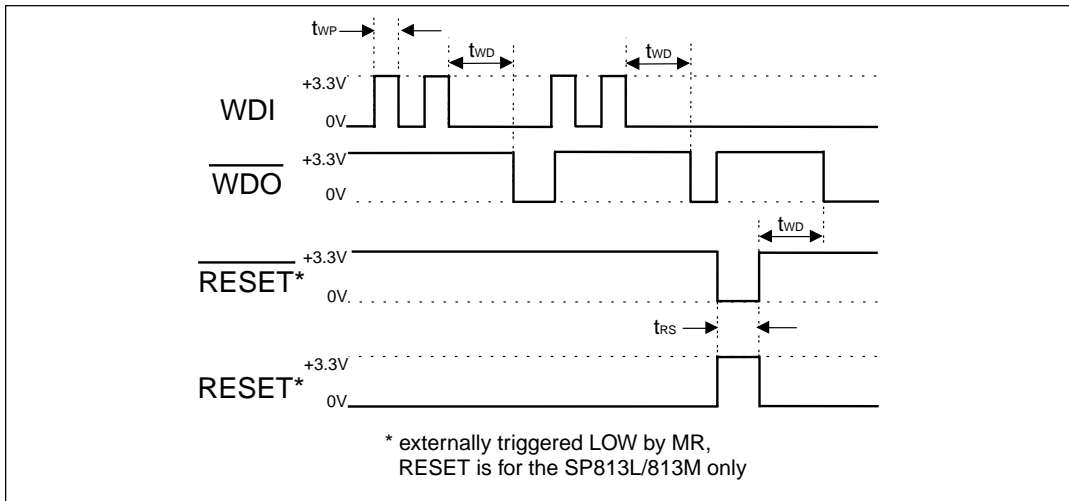 tWP
tWD
tWD
+3.3V
WDI
0V
+3.3V
WDO
0V
tWD
+3.3V
RESET*
0V
tRS
+3.3V
RESET*
0V
* externally triggered LOW by MR,
RESET is for the SP813L/813M only